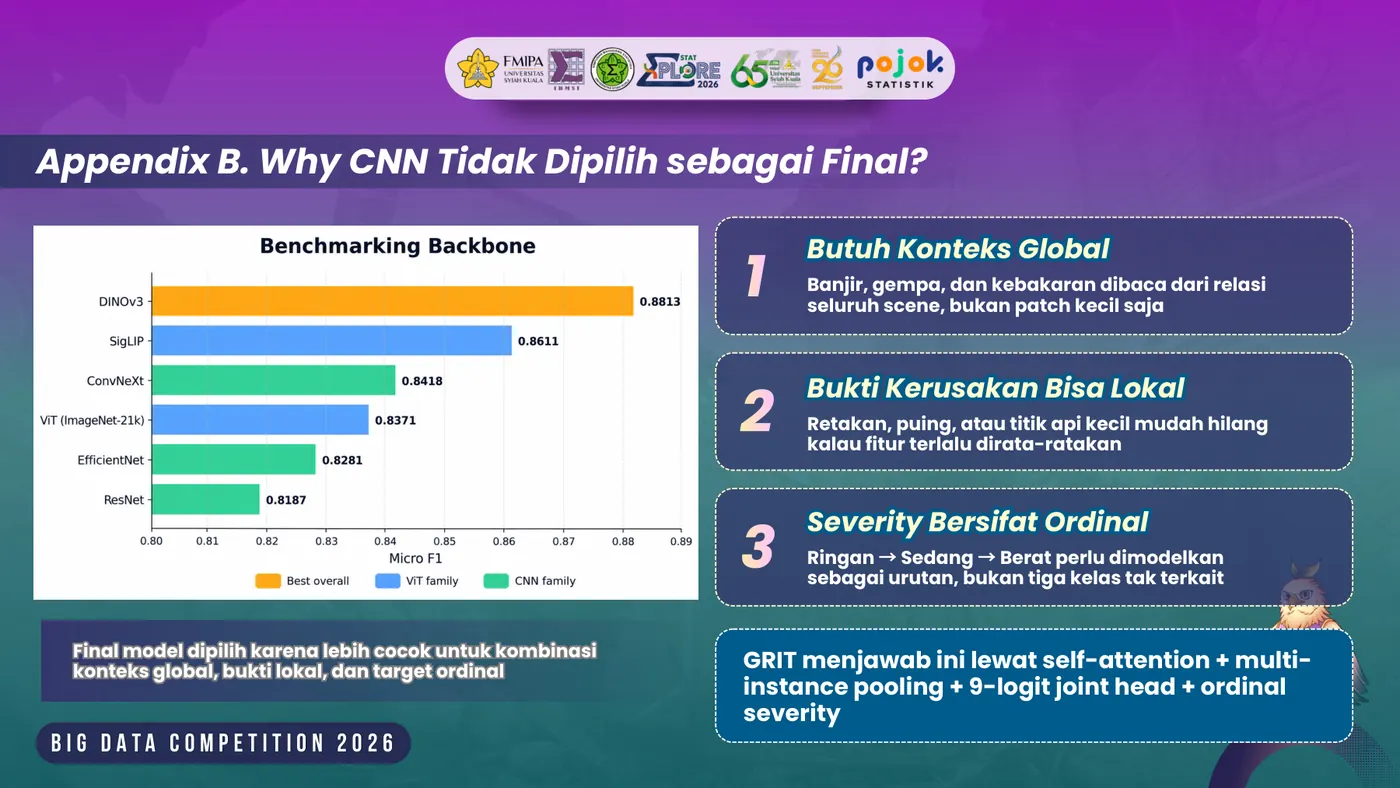 FMIPA
UNIVERSITAS
SYIAH KUALA
STAT
XPLORE
2026
65
Universitas
Syiah Kuala
pojok
STATISTIK
Appendix B. Why CNN Tidak Dipilih sebagai Final?
Benchmarking Backbone
DINOv3
0.8813
SigLIP
0.8611
ConvNeXt
0.8418
ViT (ImageNet-21k)
0.8371
EfficientNet
0.8281
ResNet
0.8187
0.80 0.81 0.82 0.83 0.84 0.85 0.86 0.87 0.88 0.89
Micro F1
Best overall ViT family CNN family
Final model dipilih karena lebih cocok untuk kombinasi
konteks global, bukti lokal, dan target ordinal
BIG DATA COMPETITION 2026
1
Butuh Konteks Global
Banjir, gempa, dan kebakaran dibaca dari relasi
seluruh scene, bukan patch kecil saja
2
Bukti Kerusakan Bisa Lokal
Retakan, puing, atau titik api kecil mudah hilang
kalau fitur terlalu dirata-ratakan
3
Severity Bersifat Ordinal
Ringan → Sedang → Berat perlu dimodelkan
sebagai urutan, bukan tiga kelas tak terkait
GRIT menjawab ini lewat self-attention + multi-
instance pooling + 9-logit joint head + ordinal
severity